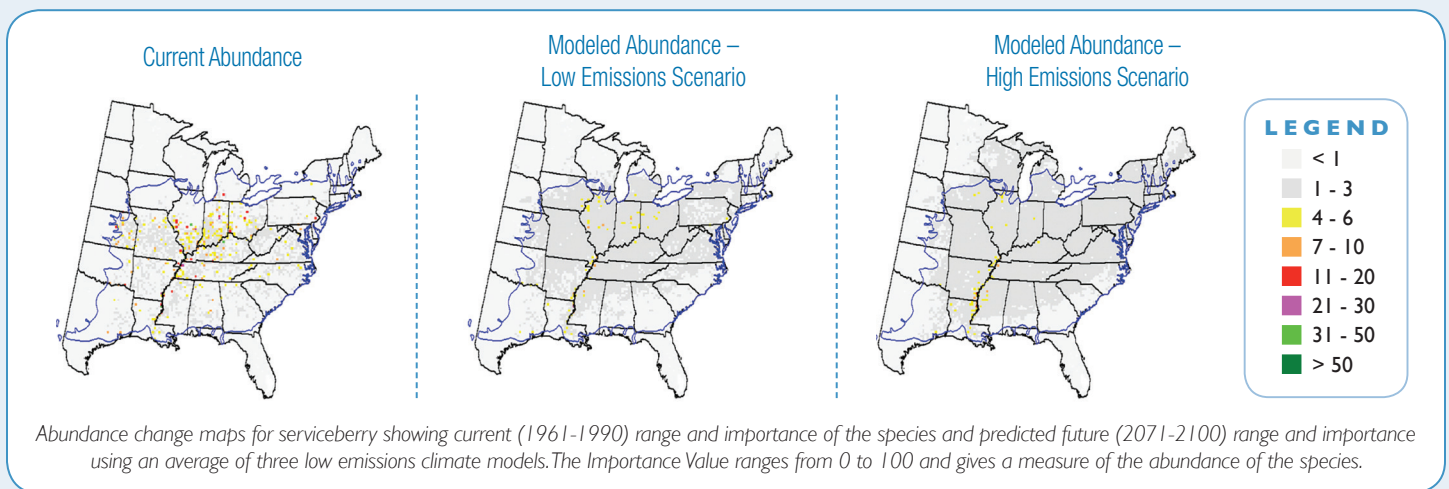 Current Abundance
Modeled Abundance –
Low Emissions Scenario
Modeled Abundance –
High Emissions Scenario
LEGEND
< 1
1 - 3
4 - 6
7 - 10
11 - 20
21 - 30
31 - 50
> 50
Abundance change maps for serviceberry showing current (1961-1990) range and importance of the species and predicted future (2071-2100) range and importance
using an average of three low emissions climate models. The Importance Value ranges from 0 to 100 and gives a measure of the abundance of the species.